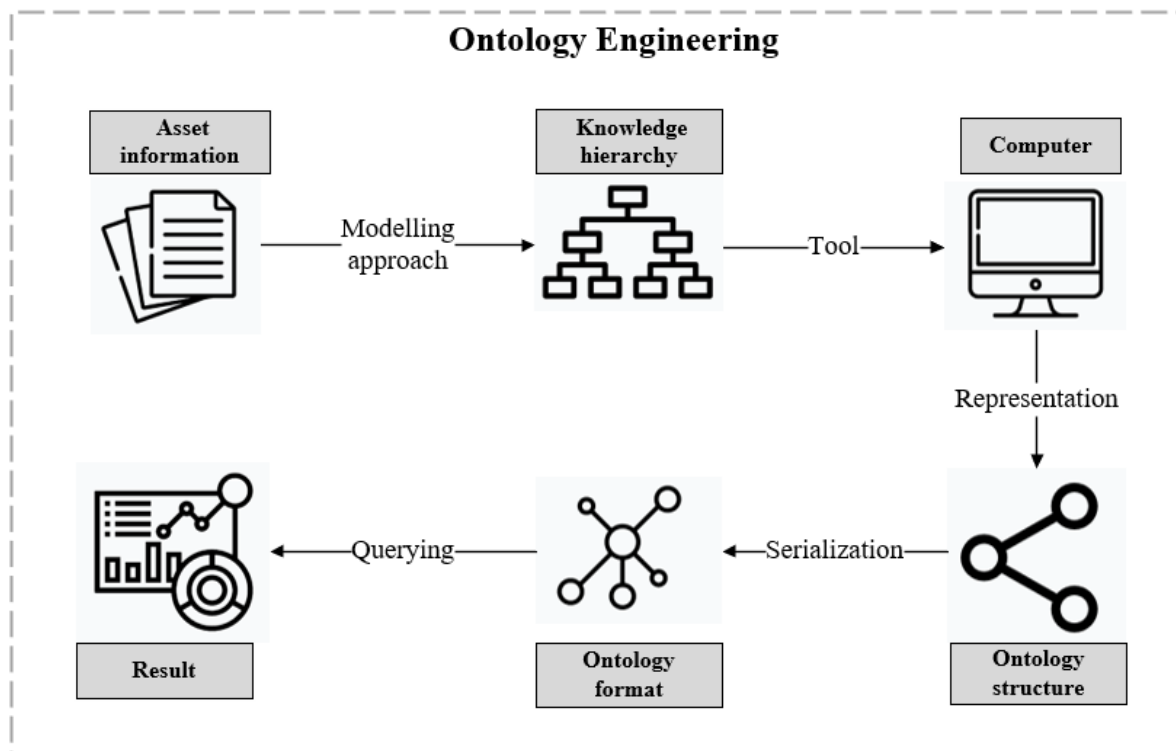 Ontology Engineering
Asset
information
Modelling
approach
Knowledge
hierarchy
Tool
Computer
Representation
Ontology
structure
Serialization
Ontology
format
Querying
Result